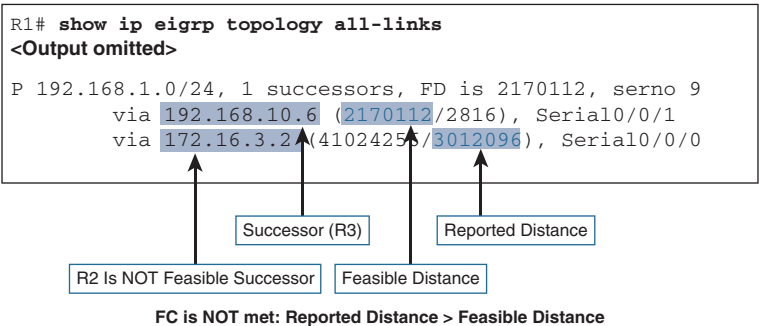 R1# show ip eigrp topology all-links
<Output omitted>
P 192.168.1.0/24, 1 successors, FD is 2170112, serno 9
via 192.168.10.6 (2170112/2816), Serial0/0/1
via 172.16.3.2 (41024256/3012096), Serial0/0/0
Successor (R3)
Reported Distance
R2 Is NOT Feasible Successor
Feasible Distance
FC is NOT met: Reported Distance > Feasible Distance